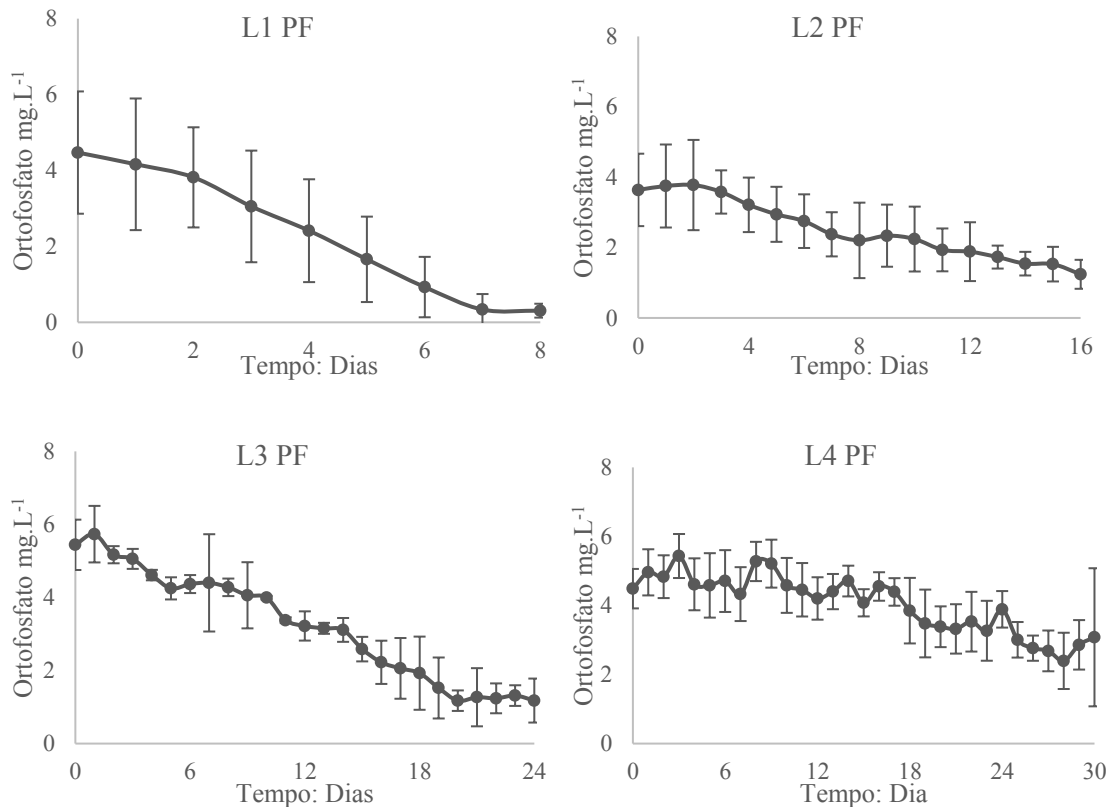 L1 PF
Ortofosfato mg.L⁻¹
8
6
4
2
0
0 2 4 6 8
Tempo: Dias
L2 PF
Ortofosfato mg.L⁻¹
8
6
4
2
0
0 4 8 12 16
Tempo: Dias
L3 PF
Ortofosfato mg.L⁻¹
8
6
4
2
0
0 6 12 18 24
Tempo: Dias
L4 PF
Ortofosfato mg.L⁻¹
8
6
4
2
0
0 6 12 18 24 30
Tempo: Dia